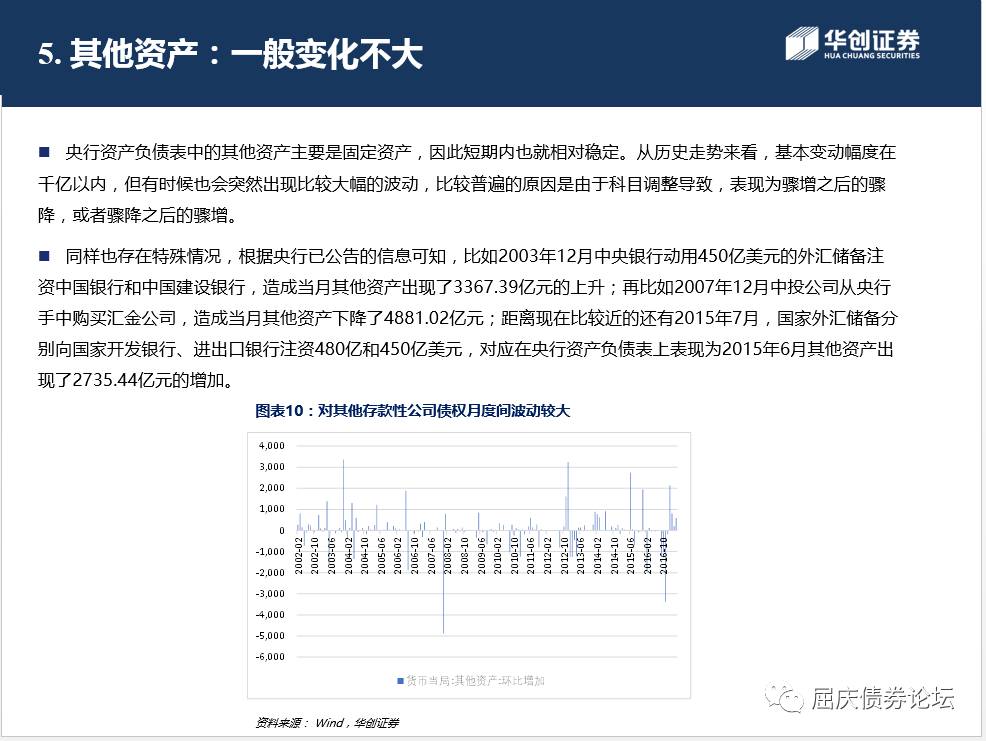 5. 其他资产：一般变化不大
华创证券
HUA CHUANG SECURITIES
■ 央行资产负债表中的其他资产主要是固定资产，因此短期内也就相对稳定。从历史走势来看，基本变动幅度在
千亿以内，但有时候也会突然出现比较大幅的波动，比较普遍的原因是由于科目调整导致，表现为骤增之后的骤
降，或者骤降之后的骤增。
■ 同样也存在特殊情况，根据央行已公告的信息可知，比如2003年12月中央银行动用450亿美元的外汇储备注
资中国银行和中国建设银行，造成当月其他资产出现了3367.39亿元的上升；再比如2007年12月中投公司从央行
手中购买汇金公司，造成当月其他资产下降了4881.02亿元；距离现在比较近的还有2015年7月，国家外汇储备分
别向国家开发银行、进出口银行注资480亿和450亿美元，对应在央行资产负债表上表现为2015年6月其他资产出
现了2735.44亿元的增加。
图表10：对其他存款性公司债权月度间波动较大
4,000
3,000
2,000
1,000
0
-1,000
-2,000
-3,000
-4,000
-5,000
-6,000
2002-02
2002-10
2003-06
2004-02
2004-10
2005-06
2006-02
2006-10
2007-06
2008-02
2008-10
2009-06
2010-02
2010-10
2011-06
2012-02
2012-10
2013-06
2014-02
2014-10
2015-06
2016-02
2016-10
货币当局:其他资产:环比增加
资料来源： Wind，华创证券
屈庆债券论坛